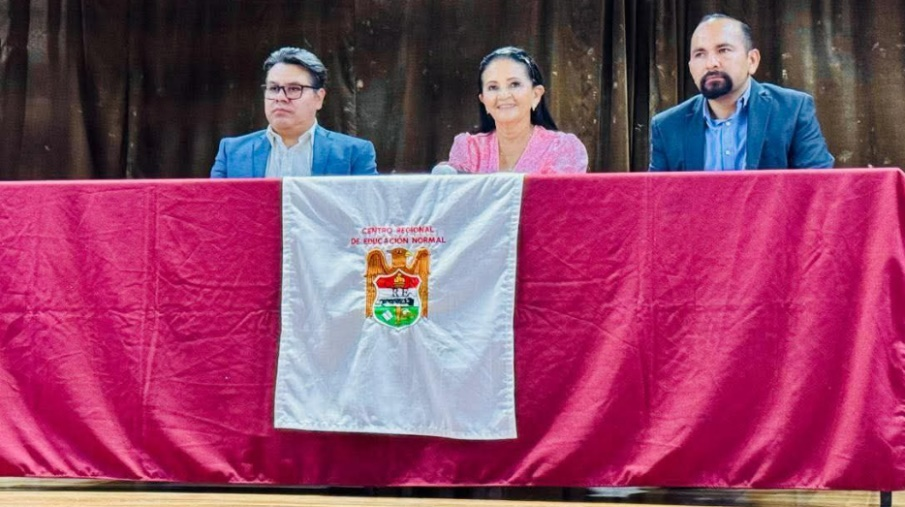 CENTRO REGIONAL
DE EDUCACIÓN NORMAL